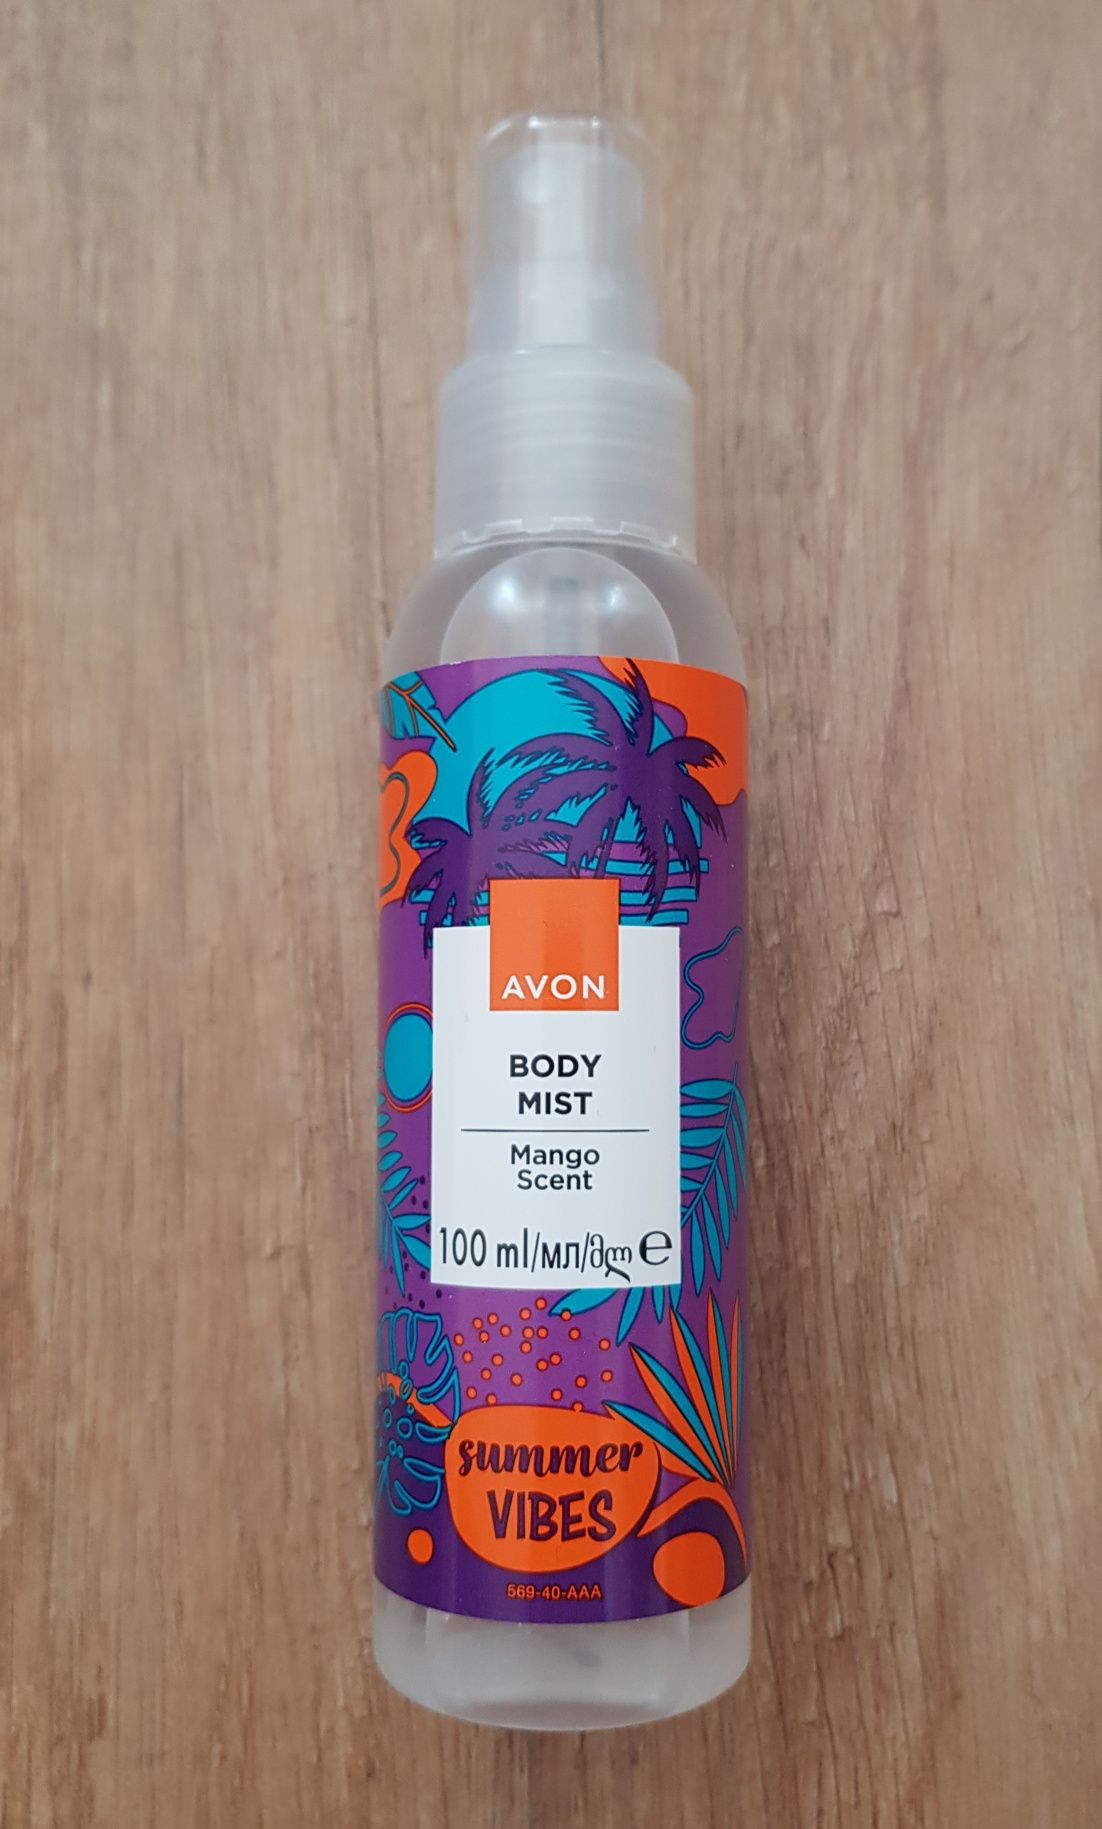 AVON
BODY
MIST
Mango
Scent
100 ml/мл/მლ ℮
summer
VIBES
569-40-AAA